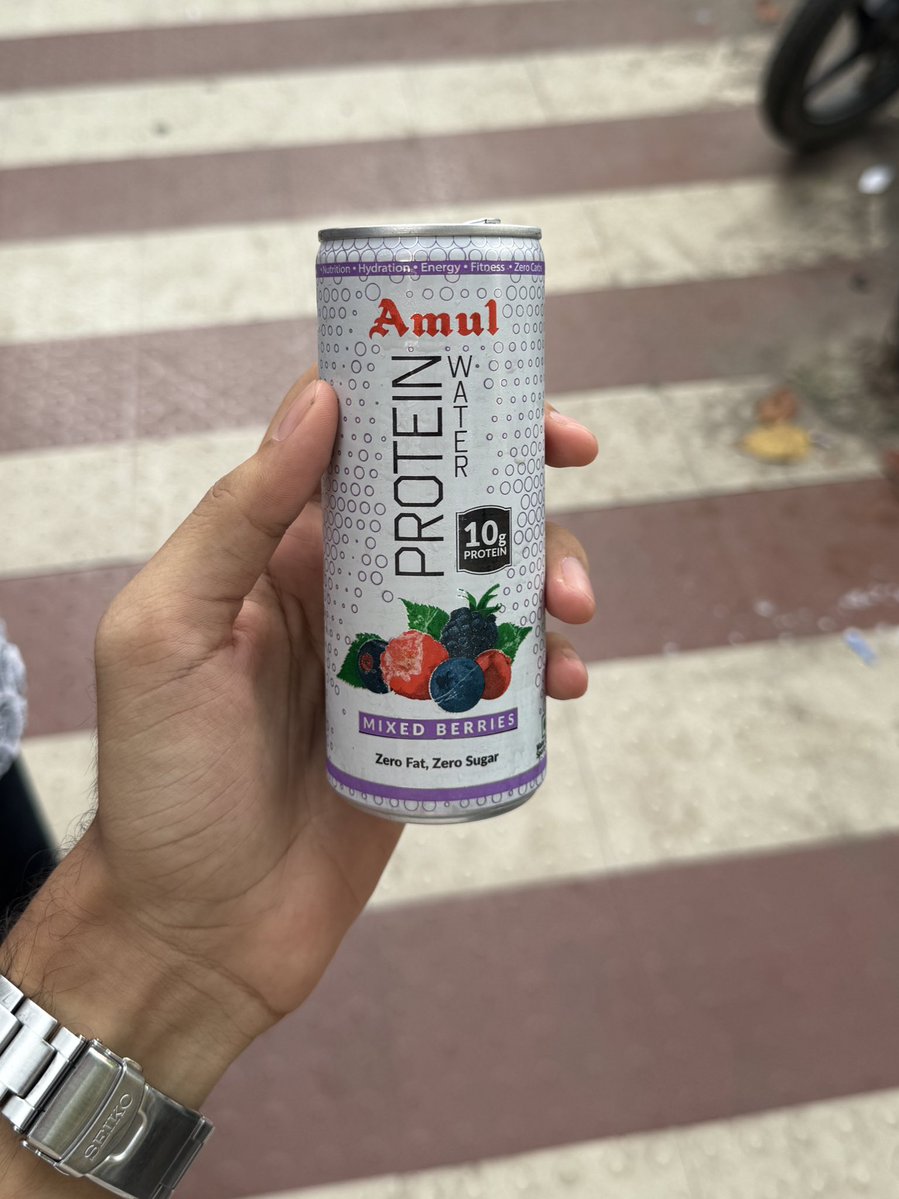 Nutrition • Hydration • Energy • Fitness • Zero Carbs
Amul
PROTEIN
WATER
10g
PROTEIN
MIXED BERRIES
Zero Fat, Zero Sugar
SEIKO